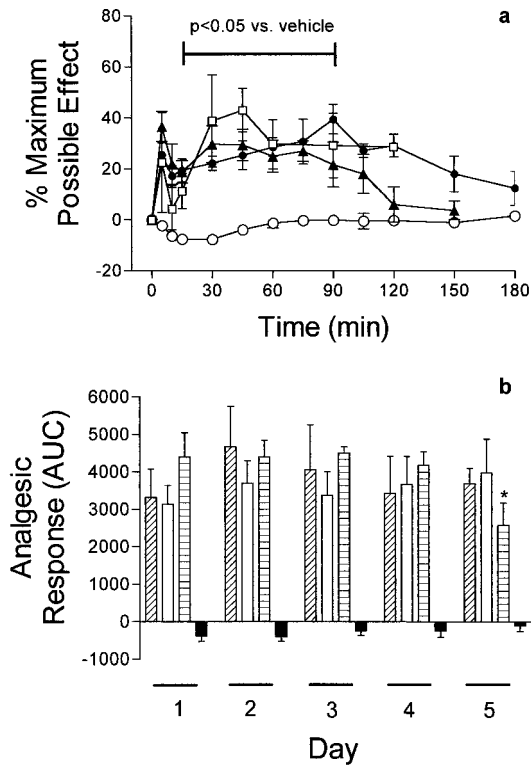 a
p<0.05 vs. vehicle
% Maximum
Possible Effect
80
60
40
20
0
-20
0 30 60 90 120 150 180
Time (min)
b
Analgesic
Response (AUC)
6000
5000
4000
3000
2000
1000
0
-1000
*
1 2 3 4 5
Day